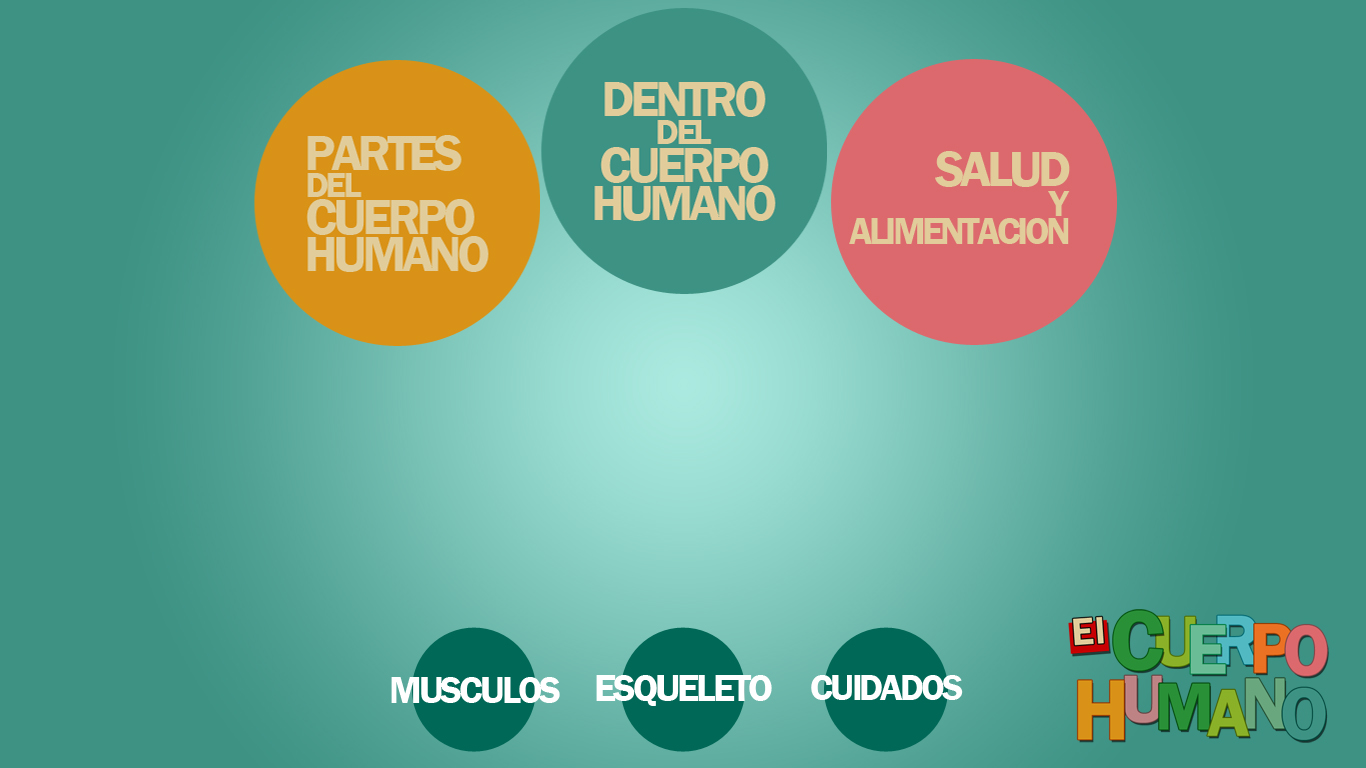 PARTES
DEL
CUERPO
HUMANO
DENTRO
DEL
CUERPO
HUMANO
SALUD
Y
ALIMENTACION
MUSCULOS
ESQUELETO
CUIDADOS
El CUERPO
HUMANO